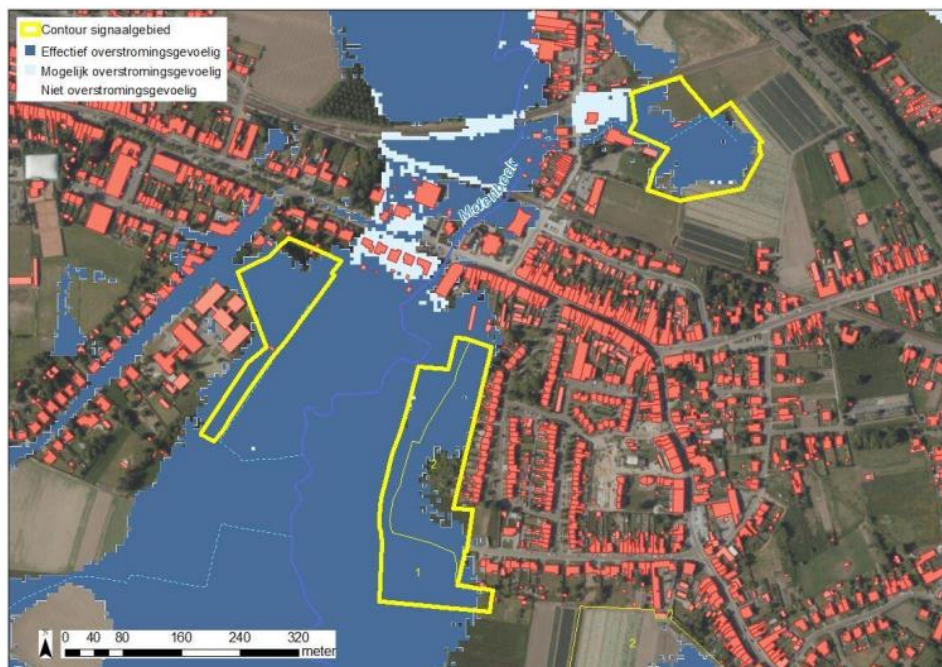 Contour signaalgebied
Effectief overstromingsgevoelig
Mogelijk overstromingsgevoelig
Niet overstromingsgevoelig
Molenbeek
2
1
2
0 40 80 160 240 320
meter